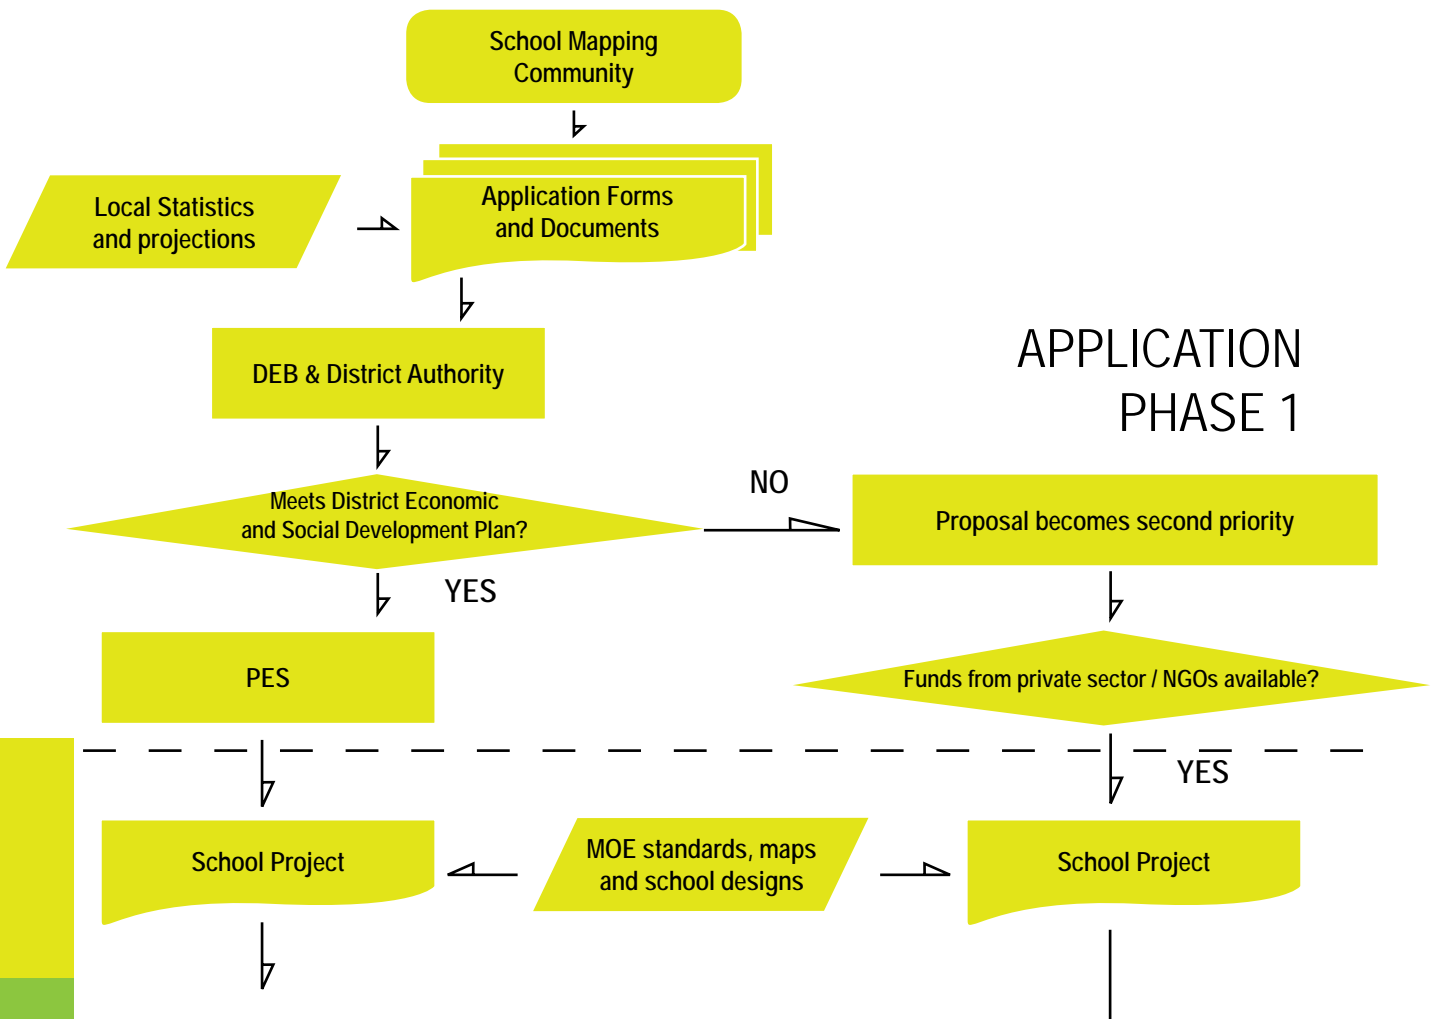 School Mapping
Community
Local Statistics
and projections
Application Forms
and Documents
DEB & District Authority
APPLICATION
PHASE 1
Meets District Economic
and Social Development Plan?
NO
Proposal becomes second priority
YES
PES
Funds from private sector / NGOs available?
YES
School Project
MOE standards, maps
and school designs
School Project